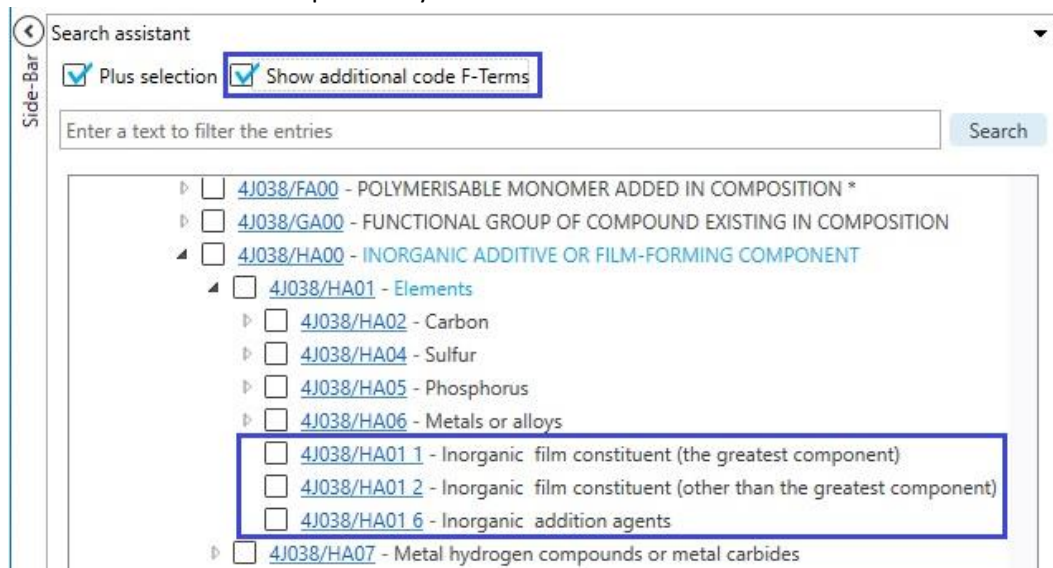 Search assistant
Side-Bar
Plus selection Show additional code F-Terms
Enter a text to filter the entries Search
4J038/FA00 - POLYMERISABLE MONOMER ADDED IN COMPOSITION *
4J038/GA00 - FUNCTIONAL GROUP OF COMPOUND EXISTING IN COMPOSITION
4J038/HA00 - INORGANIC ADDITIVE OR FILM-FORMING COMPONENT
4J038/HA01 - Elements
4J038/HA02 - Carbon
4J038/HA04 - Sulfur
4J038/HA05 - Phosphorus
4J038/HA06 - Metals or alloys
4J038/HA01 1 - Inorganic film constituent (the greatest component)
4J038/HA01 2 - Inorganic film constituent (other than the greatest component)
4J038/HA01 6 - Inorganic addition agents
4J038/HA07 - Metal hydrogen compounds or metal carbides